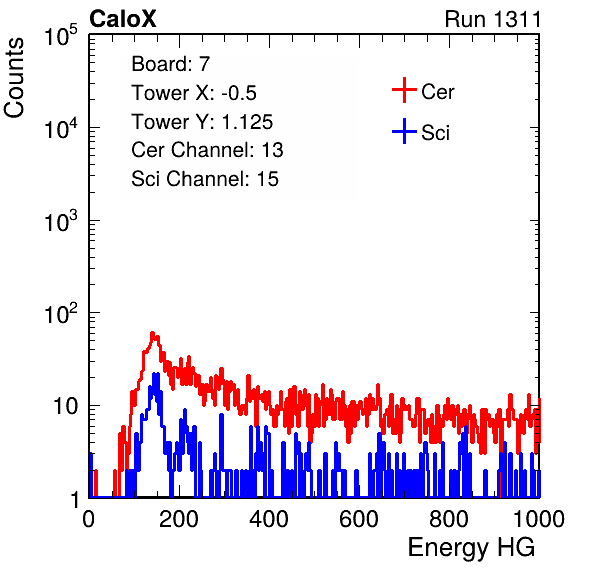 CaloX Run 1311
Counts
10^5
10^4
10^3
10^2
10
1
Board: 7
Tower X: -0.5
Tower Y: 1.125
Cer Channel: 13
Sci Channel: 15
Cer
Sci
0 200 400 600 800 1000
Energy HG